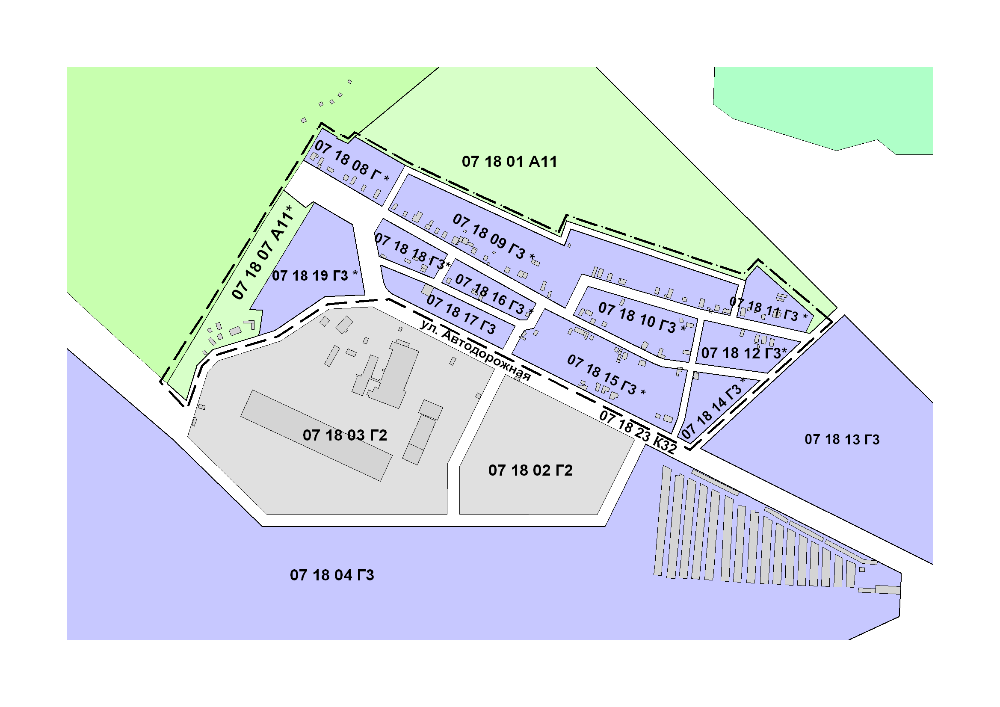 07 18 01 А11
07 18 08 Г *
07 18 07 А11*
07 18 09 Г3 *
07 18 18 Г3*
07 18 19 Г3 *
07 18 16 Г3 *
07 18 17 Г3
07 18 10 Г3 *
07 18 11 Г3 *
07 18 12 Г3*
07 18 15 Г3 *
07 18 14 Г3 *
ул. Автодорожная
07 18 23 К32
07 18 03 Г2
07 18 13 Г3
07 18 02 Г2
07 18 04 Г3